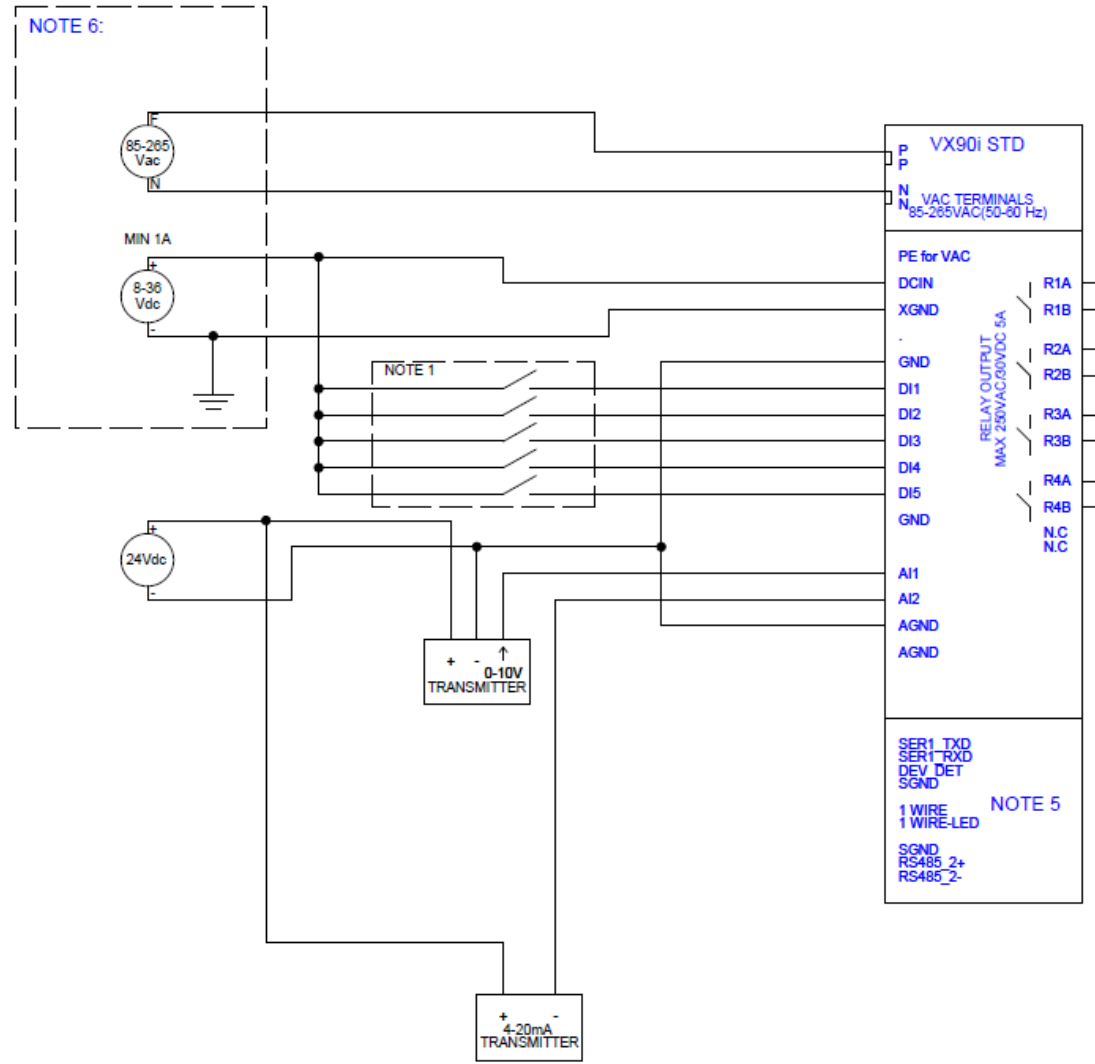 NOTE 6:
F
85-265
Vac
N
MIN 1A
+
8-36
Vdc
-
NOTE 1
+
24Vdc
-
+ - ↑
0-10V
TRANSMITTER
+ -
4-20mA
TRANSMITTER
VX90i STD
P
P
N
N
VAC TERMINALS
85-265VAC(50-60 Hz)
PE for VAC
DCIN
XGND
.
GND
DI1
DI2
DI3
DI4
DI5
GND
AI1
AI2
AGND
AGND
RELAY OUTPUT
MAX 250VAC/30VDC 5A
R1A
R1B
R2A
R2B
R3A
R3B
R4A
R4B
N.C
N.C
SER1_TXD
SER1_RXD
DEV_DET
SGND
1 WIRE
1 WIRE-LED
SGND
RS485_2+
RS485_2-
NOTE 5